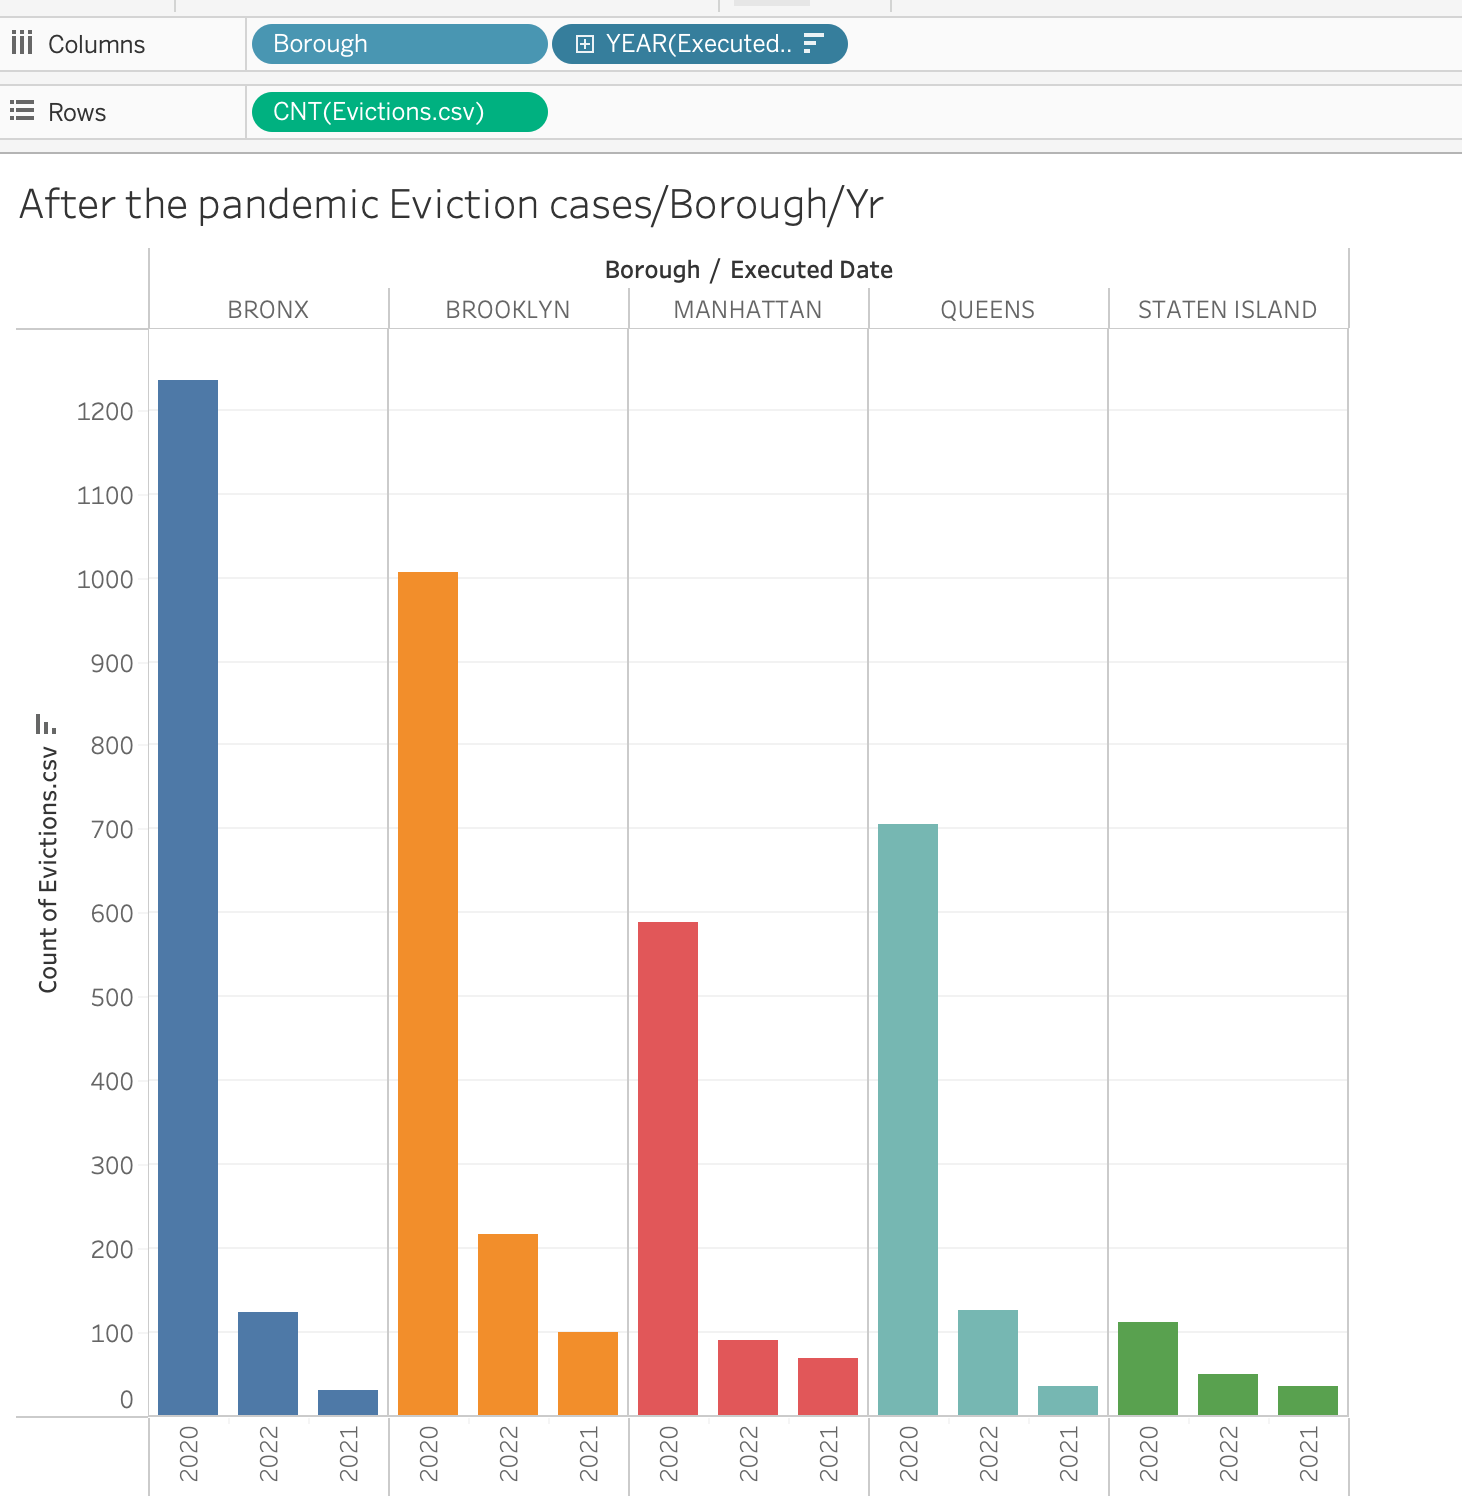 Columns
Borough
YEAR(Executed..
Rows
CNT(Evictions.csv)
After the pandemic Eviction cases/Borough/Yr
Borough / Executed Date
BRONX BROOKLYN MANHATTAN QUEENS STATEN ISLAND
1200
1100
1000
900
800
700
600
500
400
300
200
100
0
Count of Evictions.csv
2020 2022 2021 2020 2022 2021 2020 2022 2021 2020 2022 2021 2020 2022 2021